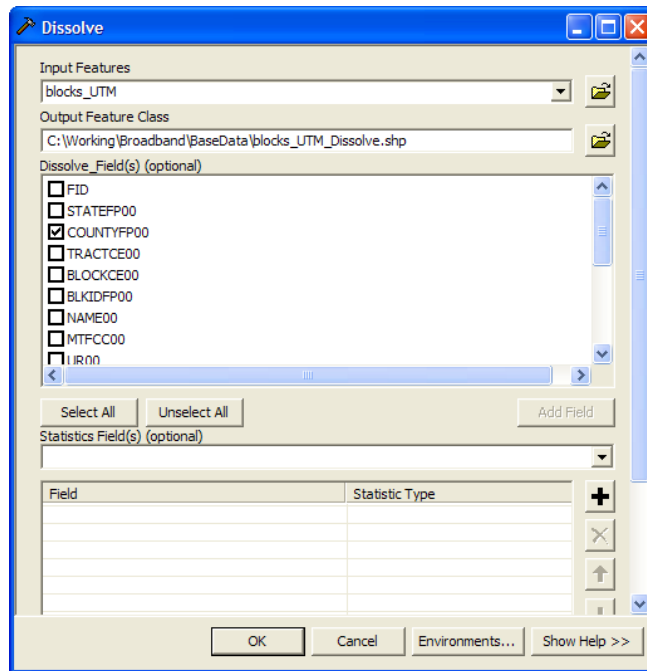 Dissolve
Input Features
blocks_UTM
Output Feature Class
C:\Working\Broadband\BaseData\blocks_UTM_Dissolve.shp
Dissolve_Field(s) (optional)
FID
STATEFP00
COUNTYFP00
TRACTCE00
BLOCKCE00
BLKIDFP00
NAME00
MTFCC00
UR00
Select All Unselect All Add Field
Statistics Field(s) (optional)
Field Statistic Type
OK Cancel Environments... Show Help >>